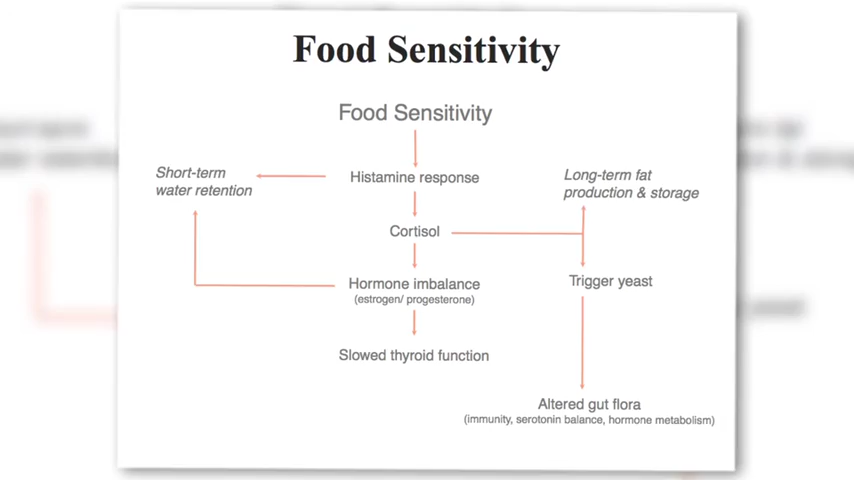 Food Sensitivity
Food Sensitivity
Histamine response
Short-term
water retention
Long-term fat
production & storage
Cortisol
Hormone imbalance
(estrogen/ progesterone)
Trigger yeast
Slowed thyroid function
Altered gut flora
(immunity, serotonin balance, hormone metabolism)